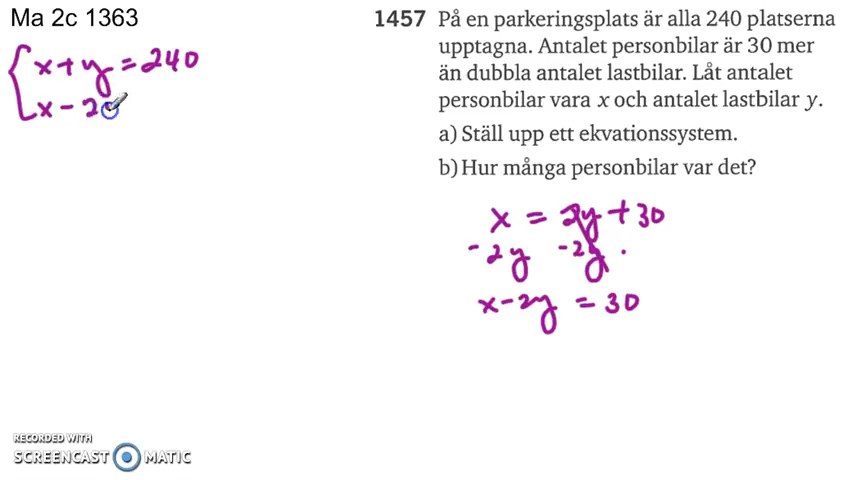 Ma 2c 1363
x + y = 240
x - 2
1457 På en parkeringsplats är alla 240 platserna
upptagna. Antalet personbilar är 30 mer
än dubbla antalet lastbilar. Låt antalet
personbilar vara x och antalet lastbilar y.
a) Ställ upp ett ekvationssystem.
b) Hur många personbilar var det?
x = 2y + 30
-2y -2y
x - 2y = 30
RECORDED WITH
SCREENCAST MATIC